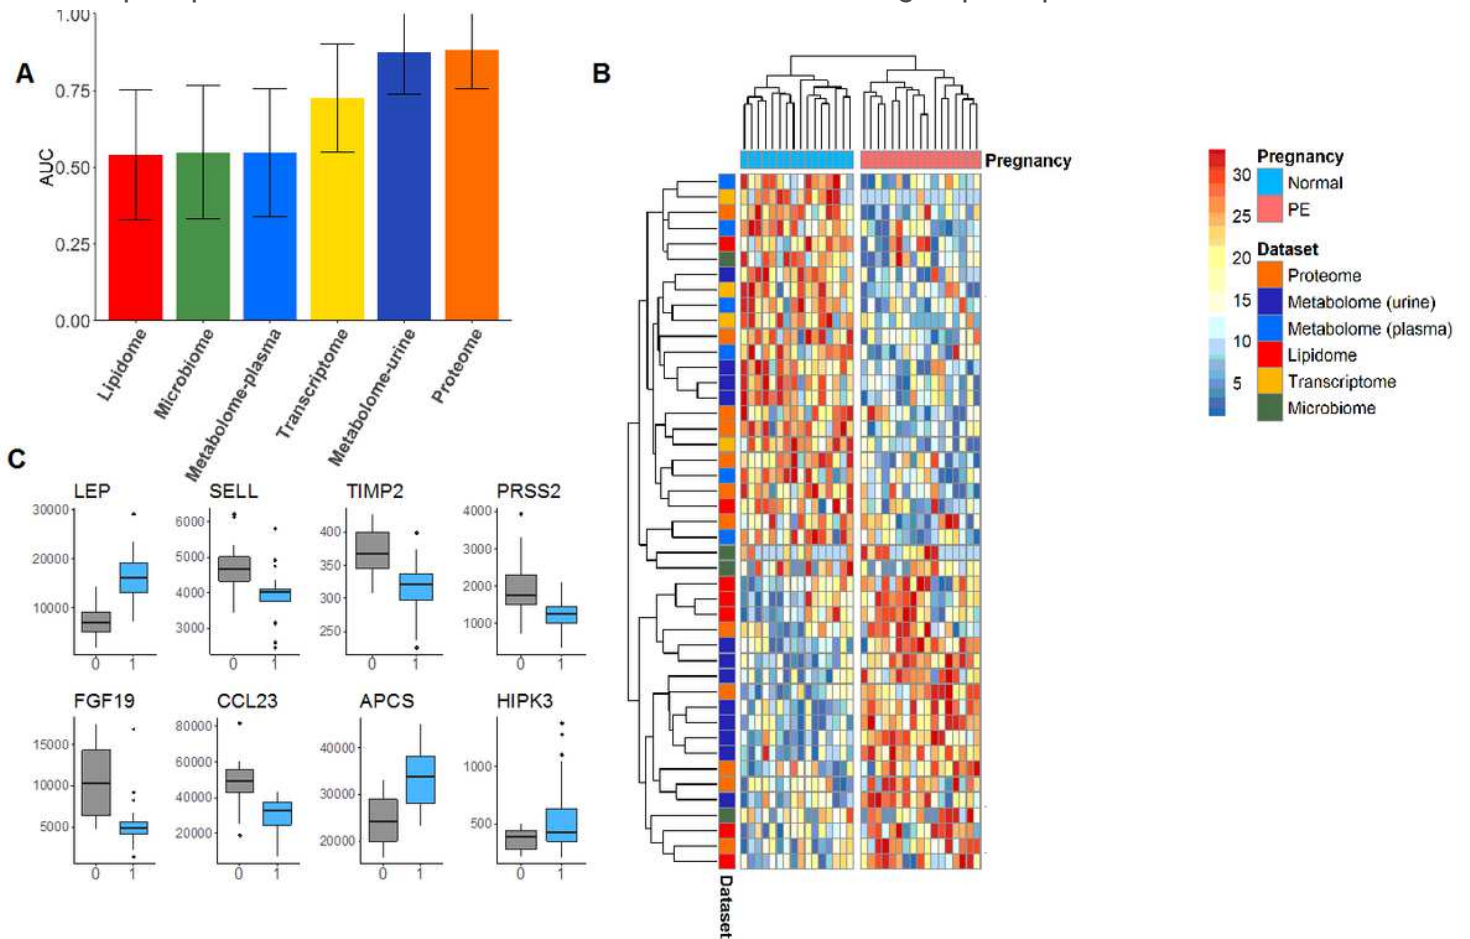 A
1.00
0.75
0.50
0.25
0.00
AUC
Lipidome
Microbiome
Metabolome-plasma
Transcriptome
Metabolome-urine
Proteome
B
Pregnancy
Dataset
30
25
20
15
10
5
Pregnancy
Normal
PE
Dataset
Proteome
Metabolome (urine)
Metabolome (plasma)
Lipidome
Transcriptome
Microbiome
C
LEP
30000
20000
10000
0 1
SELL
6000
5000
4000
3000
0 1
TIMP2
400
350
300
250
0 1
PRSS2
4000
3000
2000
1000
0 1
FGF19
15000
10000
5000
0 1
CCL23
80000
60000
40000
20000
0 1
APCS
40000
30000
20000
0 1
HIPK3
1000
500
0 1